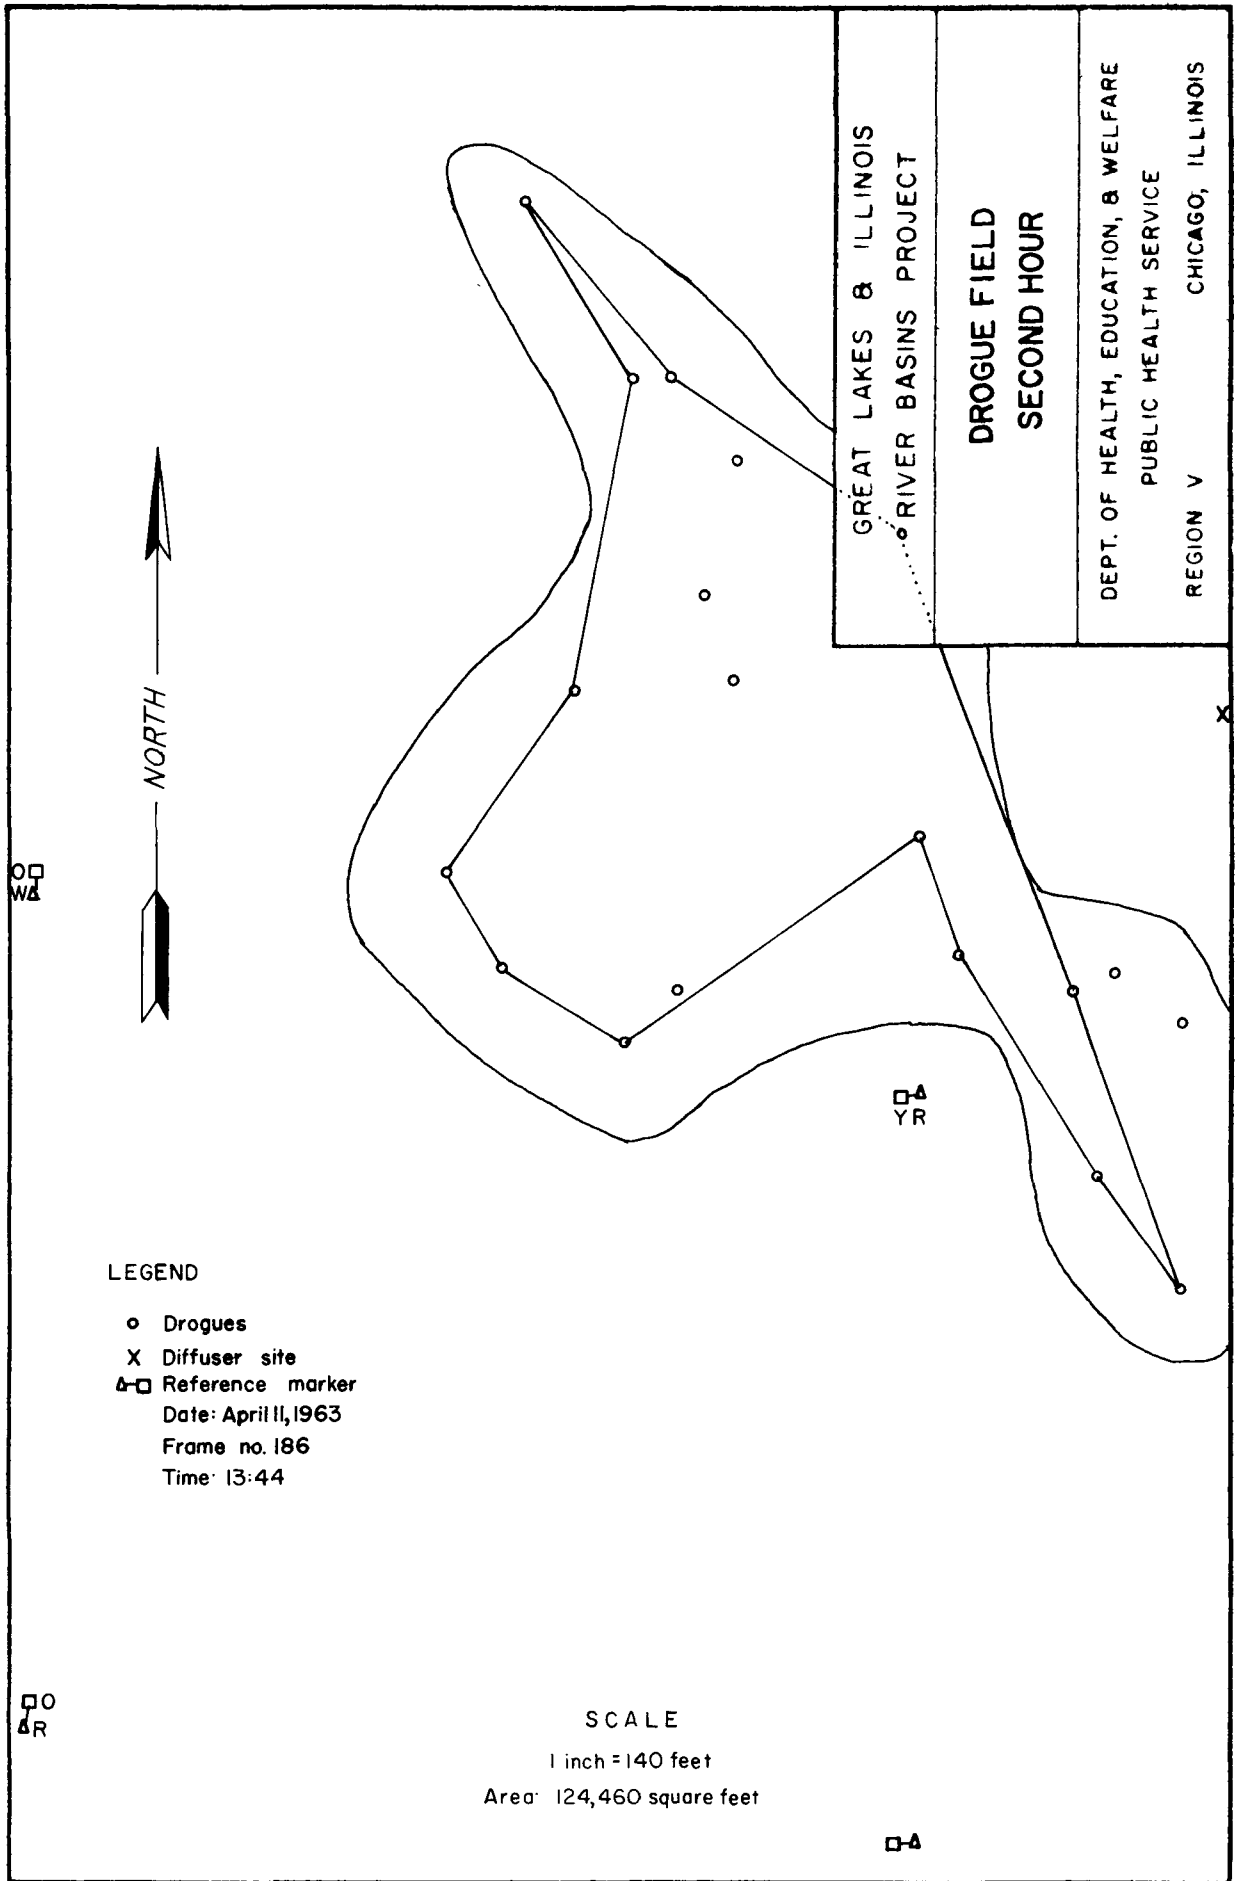 GREAT LAKES & ILLINOIS
RIVER BASINS PROJECT
DROGUE FIELD
SECOND HOUR
DEPT. OF HEALTH, EDUCATION, & WELFARE
PUBLIC HEALTH SERVICE
REGION V CHICAGO, ILLINOIS
NORTH
X
O
W
YR
LEGEND
Drogues
X Diffuser site
Reference marker
Date: April 11, 1963
Frame no. 186
Time: 13:44
O
R
SCALE
1 inch = 140 feet
Area: 124,460 square feet